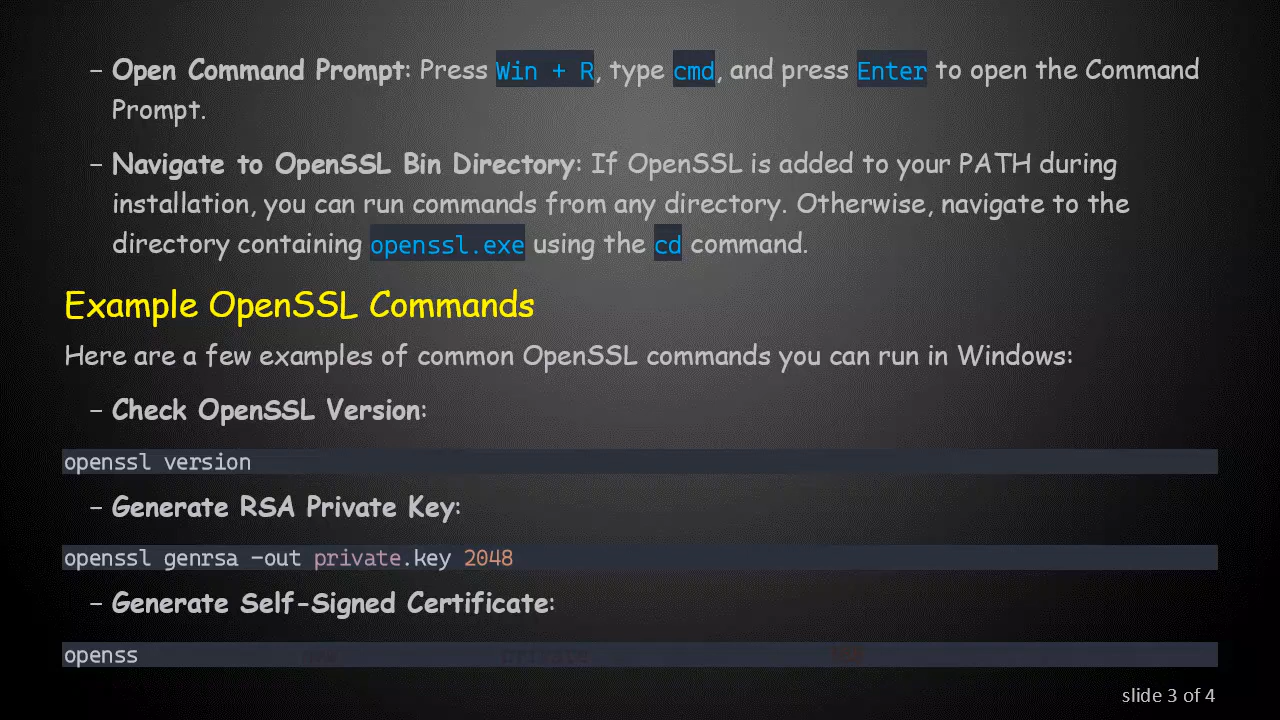 – Open Command Prompt: Press Win + R, type cmd, and press Enter to open the Command
Prompt.
– Navigate to OpenSSL Bin Directory: If OpenSSL is added to your PATH during
installation, you can run commands from any directory. Otherwise, navigate to the
directory containing openssl.exe using the cd command.
Example OpenSSL Commands
Here are a few examples of common OpenSSL commands you can run in Windows:
– Check OpenSSL Version:
openssl version
– Generate RSA Private Key:
openssl genrsa -out private.key 2048
– Generate Self-Signed Certificate:
openss
slide 3 of 4